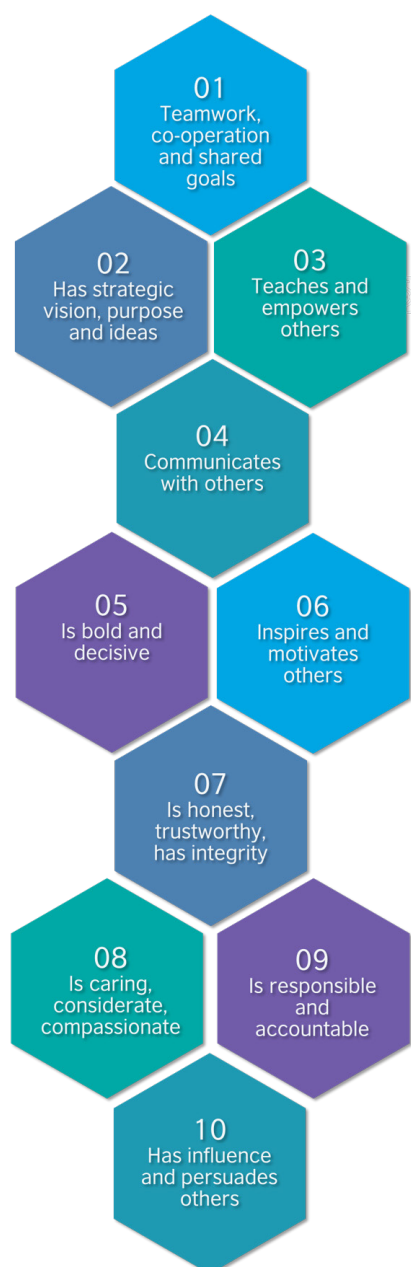 01
Teamwork,
co-operation
and shared
goals
02
Has strategic
vision, purpose
and ideas
03
Teaches and
empowers
others
04
Communicates
with others
05
Is bold and
decisive
06
Inspires and
motivates
others
07
Is honest,
trustworthy,
has integrity
08
Is caring,
considerate,
compassionate
09
Is responsible
and
accountable
10
Has influence
and persuades
others